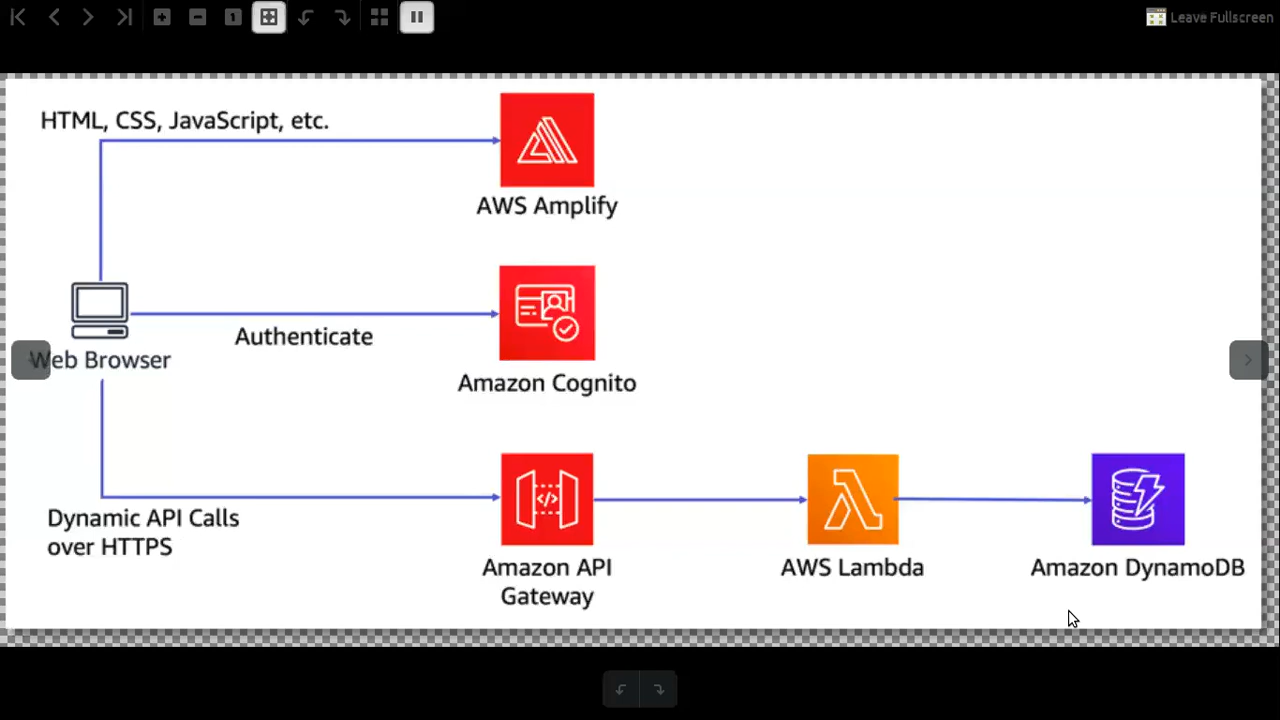 1
Leave Fullscreen
HTML, CSS, JavaScript, etc.
AWS Amplify
Authenticate
Web Browser
Amazon Cognito
</>
Dynamic API Calls
over HTTPS
Amazon API
Gateway
AWS Lambda
Amazon DynamoDB